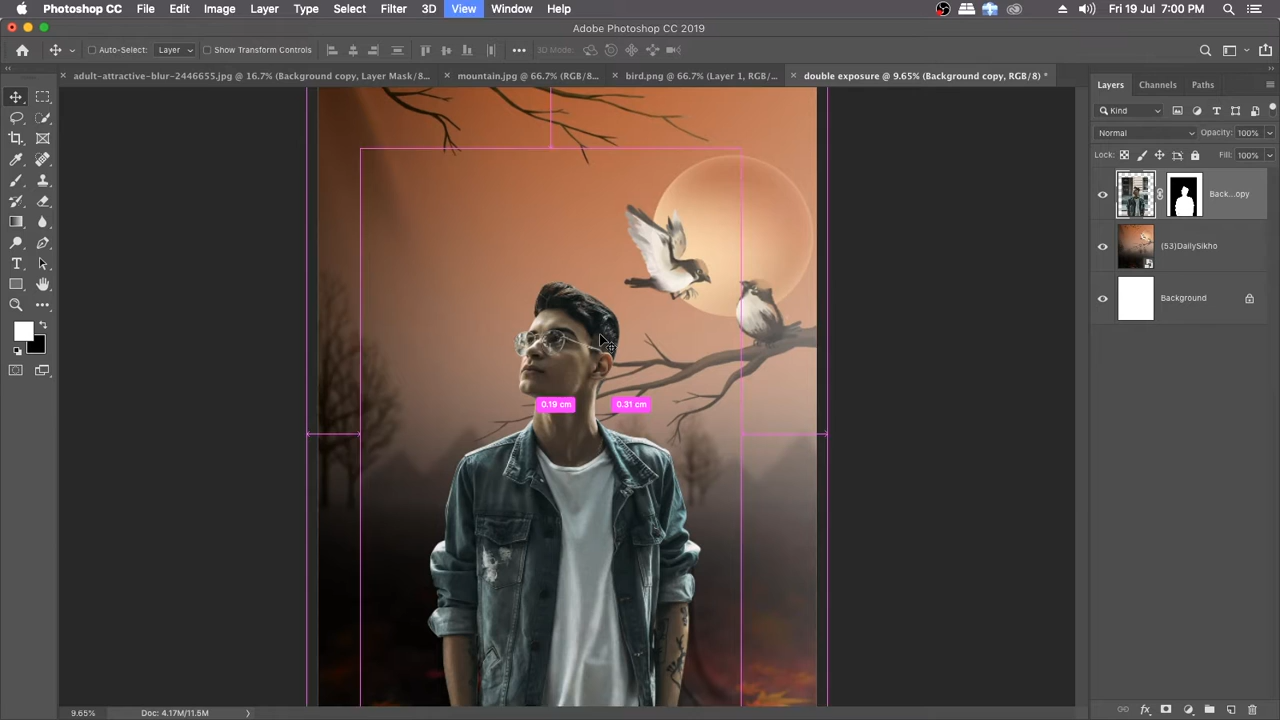 Photoshop CC File Edit Image Layer Type Select Filter 3D View Window Help Fri 19 Jul 7:00 PM
Adobe Photoshop CC 2019
Auto-Select: Layer Show Transform Controls 3D Mode:
adult-attractive-blur-2446655.jpg @ 16.7% (Background copy, Layer Mask/8... mountain.jpg @ 66.7% (RGB/8... bird.png @ 66.7% (Layer 1, RGB/... double exposure @ 9.65% (Background copy, RGB/8) *
Layers Channels Paths
Kind
Normal Opacity: 100%
Lock: Fill: 100%
Back...opy
(53)DailySikho
Background
0.19 cm 0.31 cm
9.65% Doc: 4.17M/11.5M